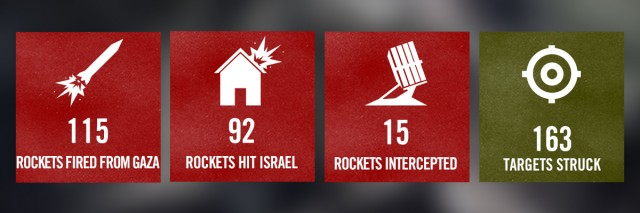 115
ROCKETS FIRED FROM GAZA
92
ROCKETS HIT ISRAEL
15
ROCKETS INTERCEPTED
163
TARGETS STRUCK